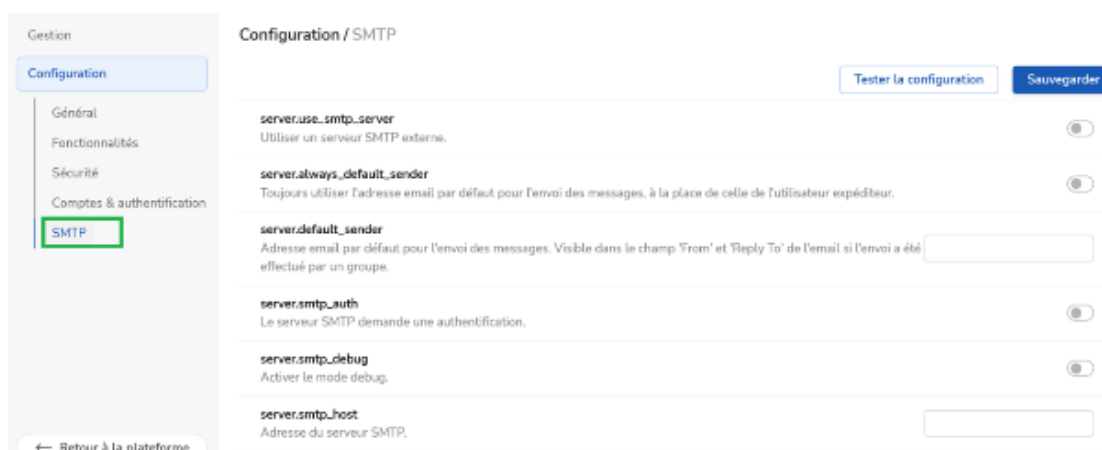 Gestion
Configuration
Général
Fonctionnalités
Sécurité
Comptes & authentification
SMTP
← Retour à la plateforme
Configuration / SMTP
Tester la configuration
Sauvegarder
server.use_smtp_server
Utiliser un serveur SMTP externe.
server.always_default_sender
Toujours utiliser l'adresse email par défaut pour l'envoi des messages, à la place de celle de l'utilisateur expéditeur.
server.default_sender
Adresse email par défaut pour l'envoi des messages. Visible dans le champ 'From' et 'Reply To' de l'email si l'envoi a été
effectué par un groupe.
server.smtp_auth
Le serveur SMTP demande une authentification.
server.smtp_debug
Activer le mode debug.
server.smtp_host
Adresse du serveur SMTP.